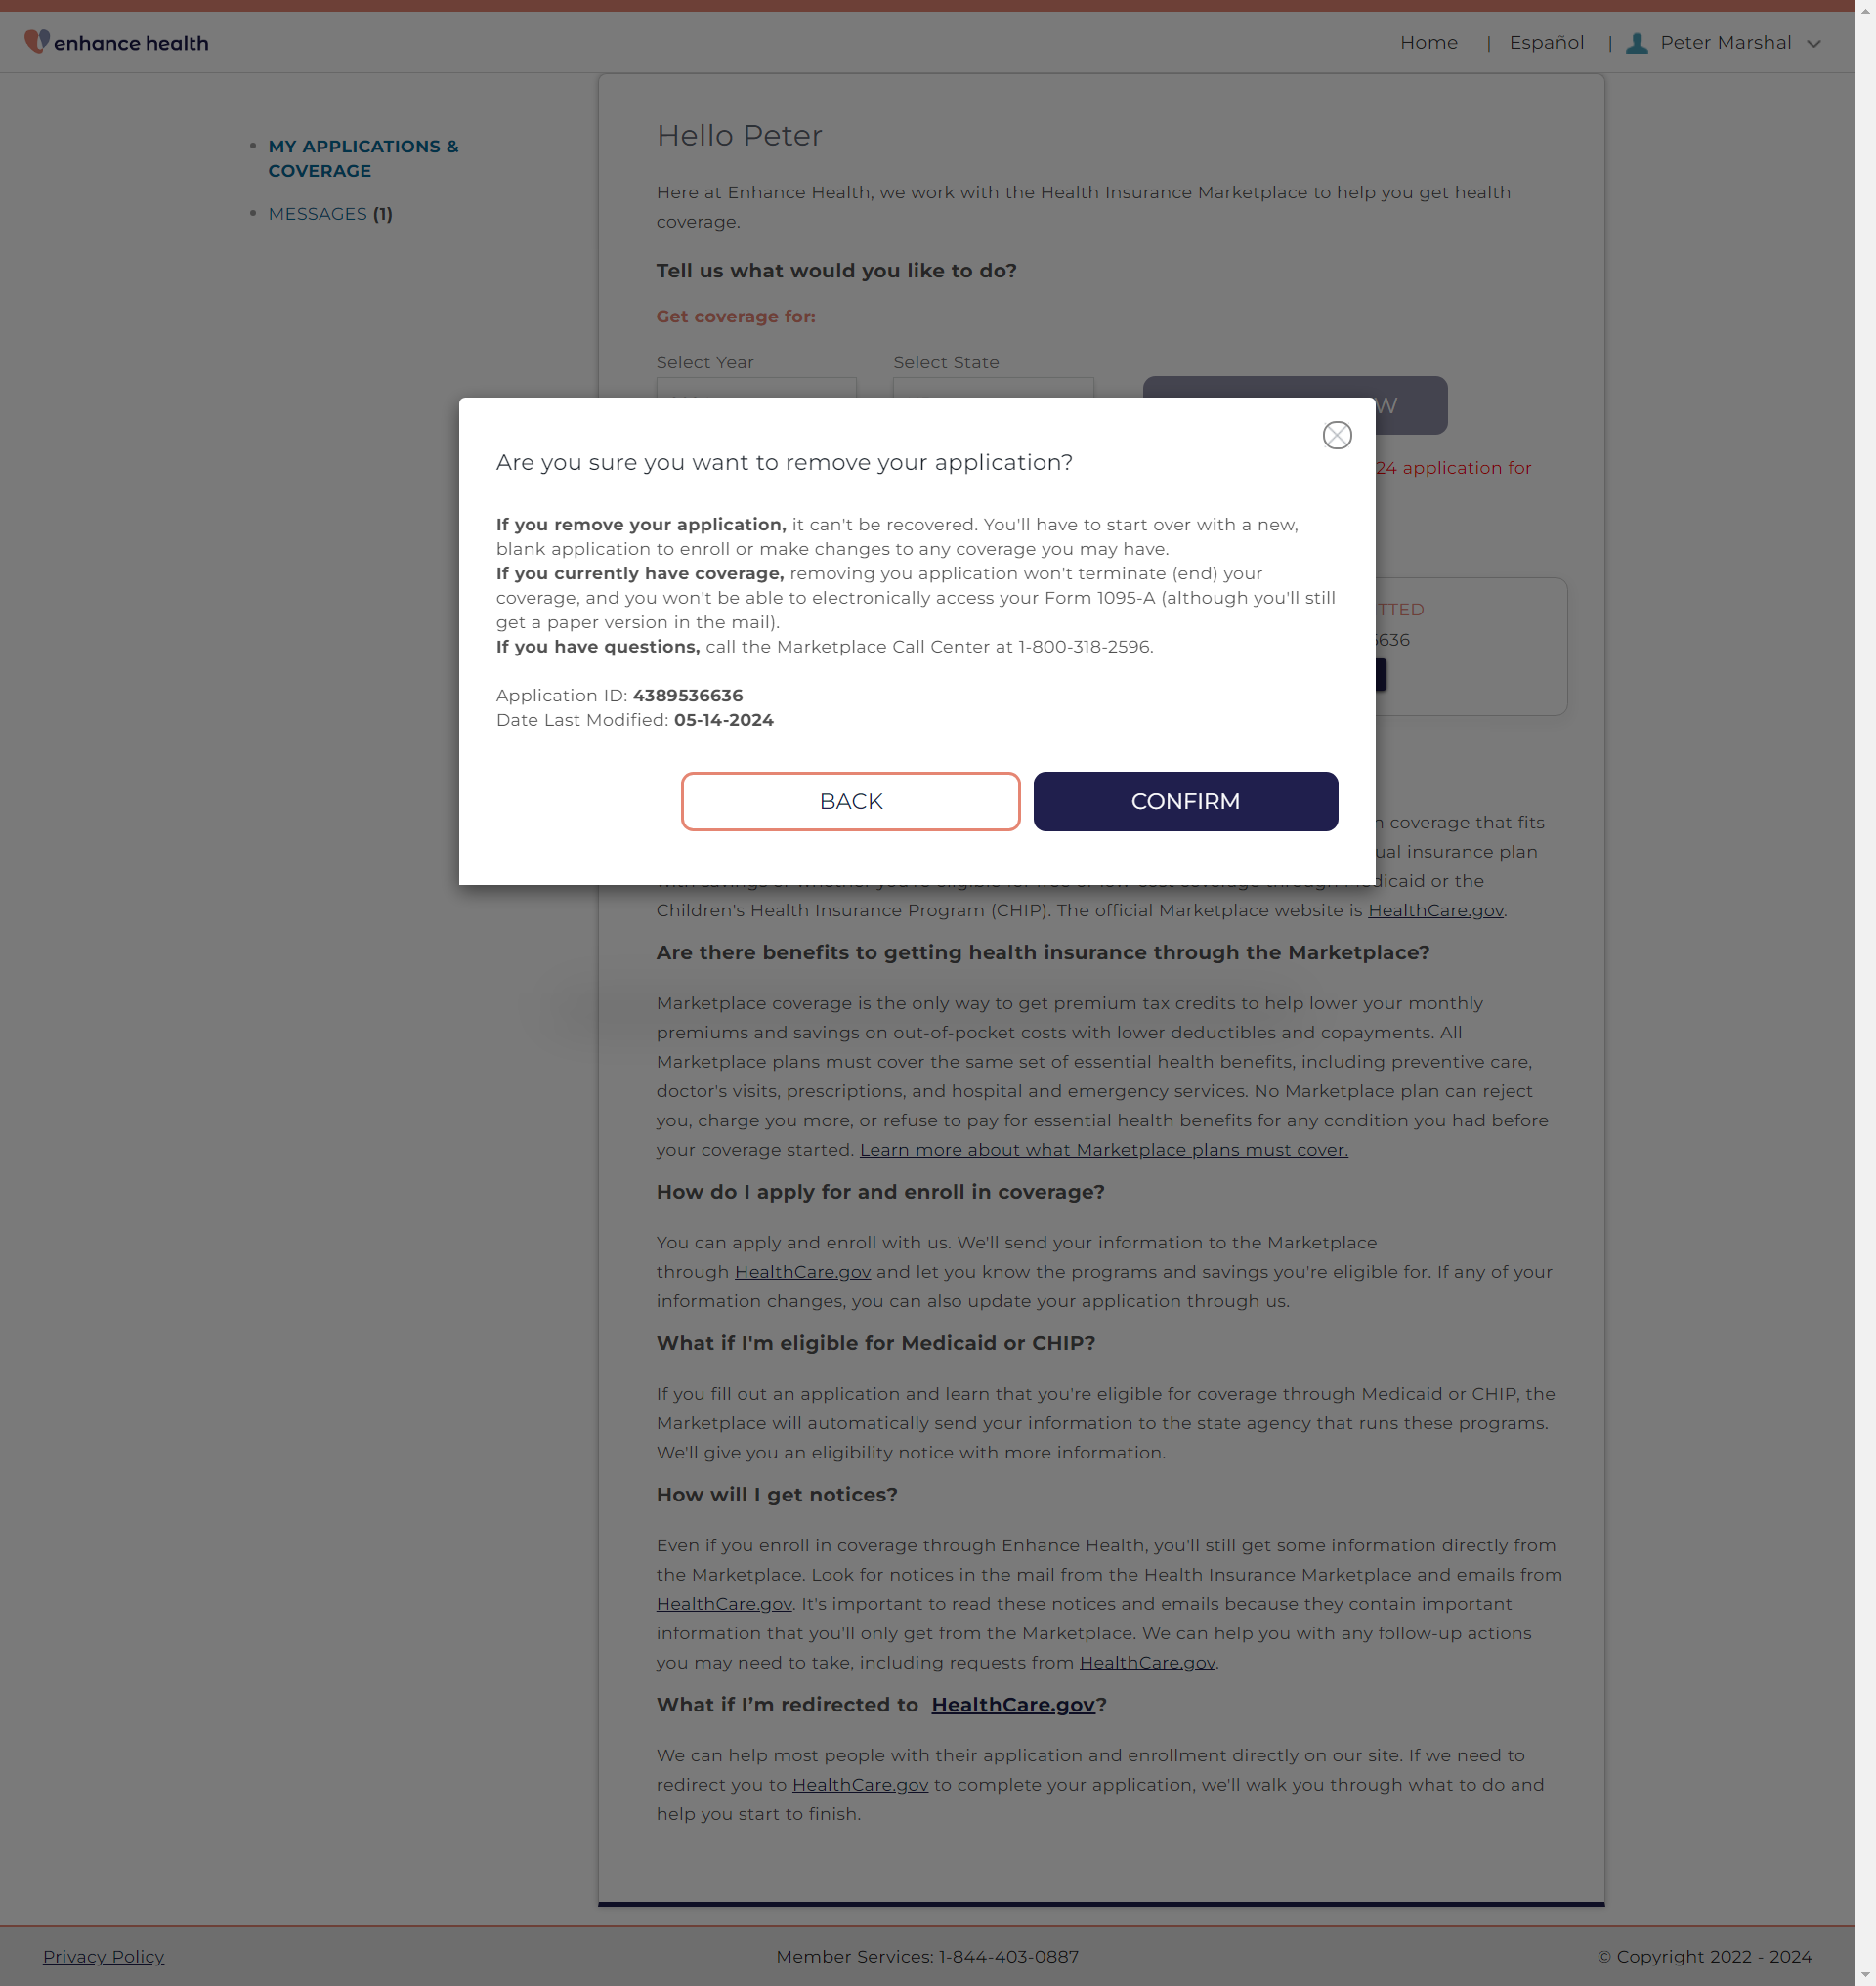 enhance health
Home | Español | Peter Marshal
MY APPLICATIONS &
COVERAGE
MESSAGES (1)
Hello Peter
Here at Enhance Health, we work with the Health Insurance Marketplace to help you get health
coverage.
Tell us what would you like to do?
Get coverage for:
Select Year
Select State
W
24 application for
Are you sure you want to remove your application?
If you remove your application, it can't be recovered. You'll have to start over with a new,
blank application to enroll or make changes to any coverage you may have.
If you currently have coverage, removing you application won't terminate (end) your
coverage, and you won't be able to electronically access your Form 1095-A (although you'll still
get a paper version in the mail).
If you have questions, call the Marketplace Call Center at 1-800-318-2596.
Application ID: 4389536636
Date Last Modified: 05-14-2024
BACK
CONFIRM
TTED
6636
coverage that fits
insurance plan
or the
Children's Health Insurance Program (CHIP). The official Marketplace website is HealthCare.gov.
Are there benefits to getting health insurance through the Marketplace?
Marketplace coverage is the only way to get premium tax credits to help lower your monthly
premiums and savings on out-of-pocket costs with lower deductibles and copayments. All
Marketplace plans must cover the same set of essential health benefits, including preventive care,
doctor's visits, prescriptions, and hospital and emergency services. No Marketplace plan can reject
you, charge you more, or refuse to pay for essential health benefits for any condition you had before
your coverage started. Learn more about what Marketplace plans must cover.
How do I apply for and enroll in coverage?
You can apply and enroll with us. We'll send your information to the Marketplace
through HealthCare.gov and let you know the programs and savings you're eligible for. If any of your
information changes, you can also update your application through us.
What if I'm eligible for Medicaid or CHIP?
If you fill out an application and learn that you're eligible for coverage through Medicaid or CHIP, the
Marketplace will automatically send your information to the state agency that runs these programs.
We'll give you an eligibility notice with more information.
How will I get notices?
Even if you enroll in coverage through Enhance Health, you'll still get some information directly from
the Marketplace. Look for notices in the mail from the Health Insurance Marketplace and emails from
HealthCare.gov. It's important to read these notices and emails because they contain important
information that you'll only get from the Marketplace. We can help you with any follow-up actions
you may need to take, including requests from HealthCare.gov.
What if I’m redirected to HealthCare.gov?
We can help most people with their application and enrollment directly on our site. If we need to
redirect you to HealthCare.gov to complete your application, we'll walk you through what to do and
help you start to finish.
Privacy Policy
Member Services: 1-844-403-0887
© Copyright 2022 - 2024